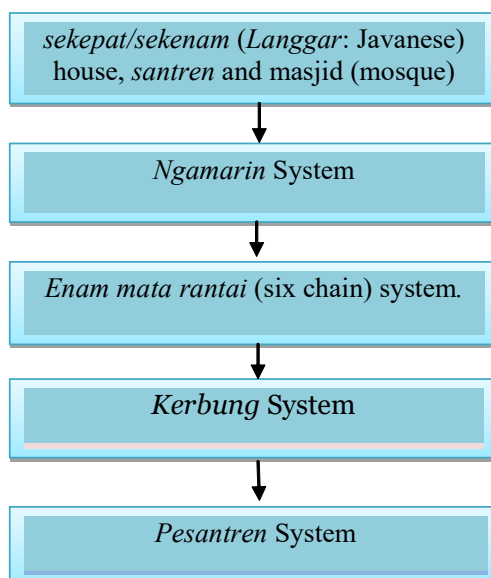 sekepat/sekenam (Langgar: Javanese)
house, santren and masjid (mosque)
Ngamarin System
Enam mata rantai (six chain) system.
Kerbung System
Pesantren System